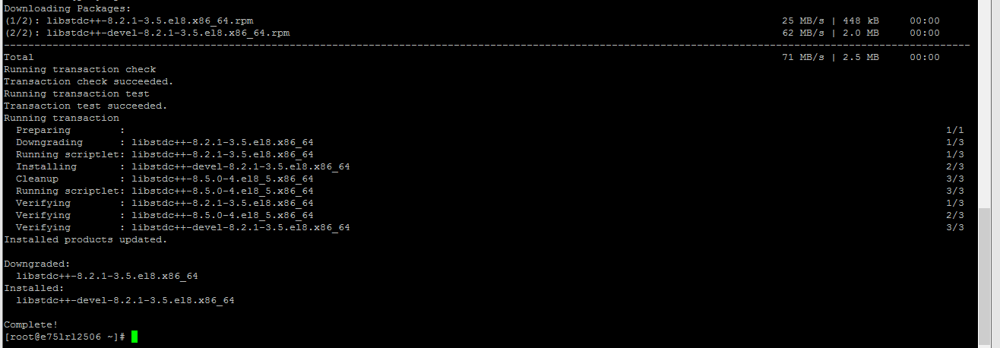 Downloading Packages:
(1/2): libstdc++-8.2.1-3.5.el8.x86_64.rpm 25 MB/s | 448 kB 00:00
(2/2): libstdc++-devel-8.2.1-3.5.el8.x86_64.rpm 62 MB/s | 2.0 MB 00:00
--------------------------------------------------------------------------------
Total 71 MB/s | 2.5 MB 00:00
Running transaction check
Transaction check succeeded.
Running transaction test
Transaction test succeeded.
Running transaction
Preparing : 1/1
Downgrading : libstdc++-8.2.1-3.5.el8.x86_64 1/3
Running scriptlet: libstdc++-8.2.1-3.5.el8.x86_64 1/3
Installing : libstdc++-devel-8.2.1-3.5.el8.x86_64 2/3
Cleanup : libstdc++-8.5.0-4.el8_5.x86_64 3/3
Running scriptlet: libstdc++-8.5.0-4.el8_5.x86_64 3/3
Verifying : libstdc++-8.2.1-3.5.el8.x86_64 1/3
Verifying : libstdc++-8.5.0-4.el8_5.x86_64 2/3
Verifying : libstdc++-devel-8.2.1-3.5.el8.x86_64 3/3
Installed products updated.
Downgraded:
libstdc++-8.2.1-3.5.el8.x86_64
Installed:
libstdc++-devel-8.2.1-3.5.el8.x86_64
Complete!
[root@e75lrl2506 ~]#